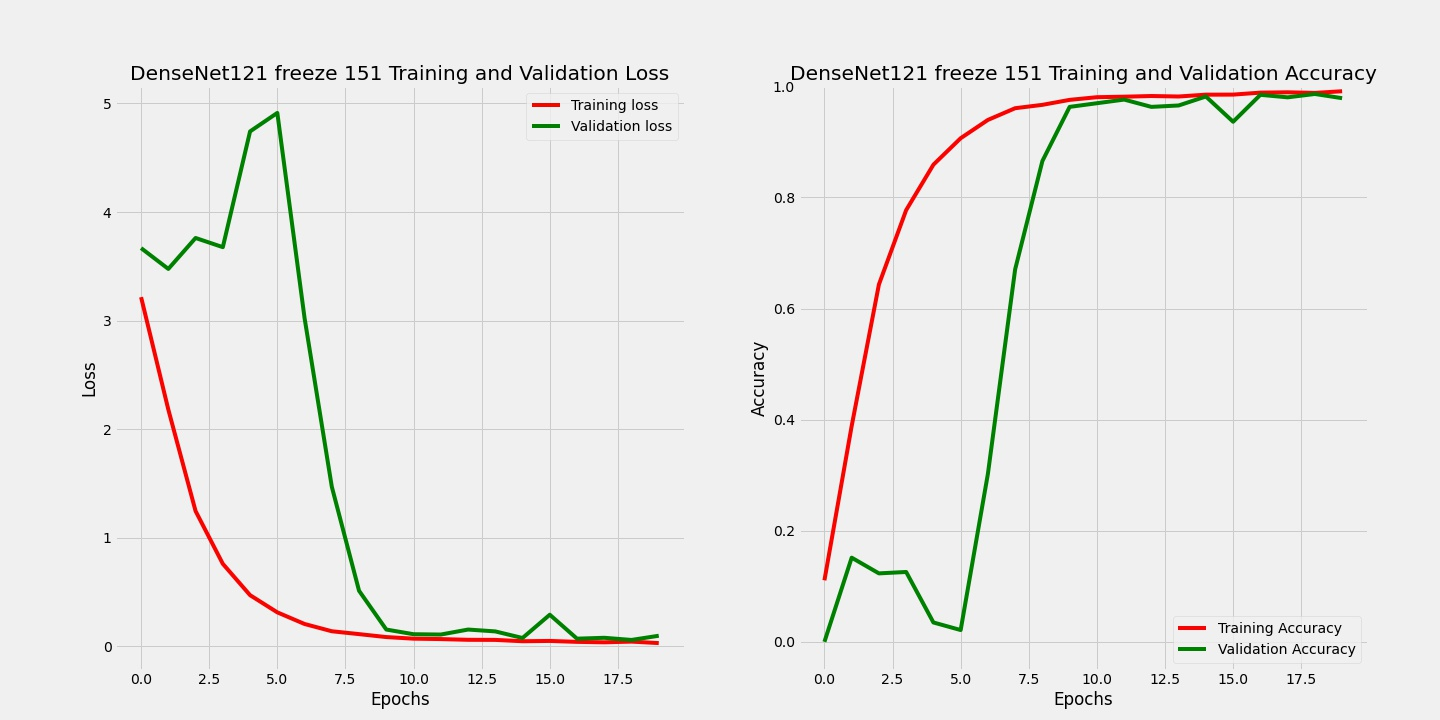 DenseNet121 freeze 151 Training and Validation Loss
5
4
3
2
1
0
Loss
Training loss
Validation loss
0.0 2.5 5.0 7.5 10.0 12.5 15.0 17.5
Epochs
DenseNet121 freeze 151 Training and Validation Accuracy
1.0
0.8
0.6
0.4
0.2
0.0
Accuracy
Training Accuracy
Validation Accuracy
0.0 2.5 5.0 7.5 10.0 12.5 15.0 17.5
Epochs